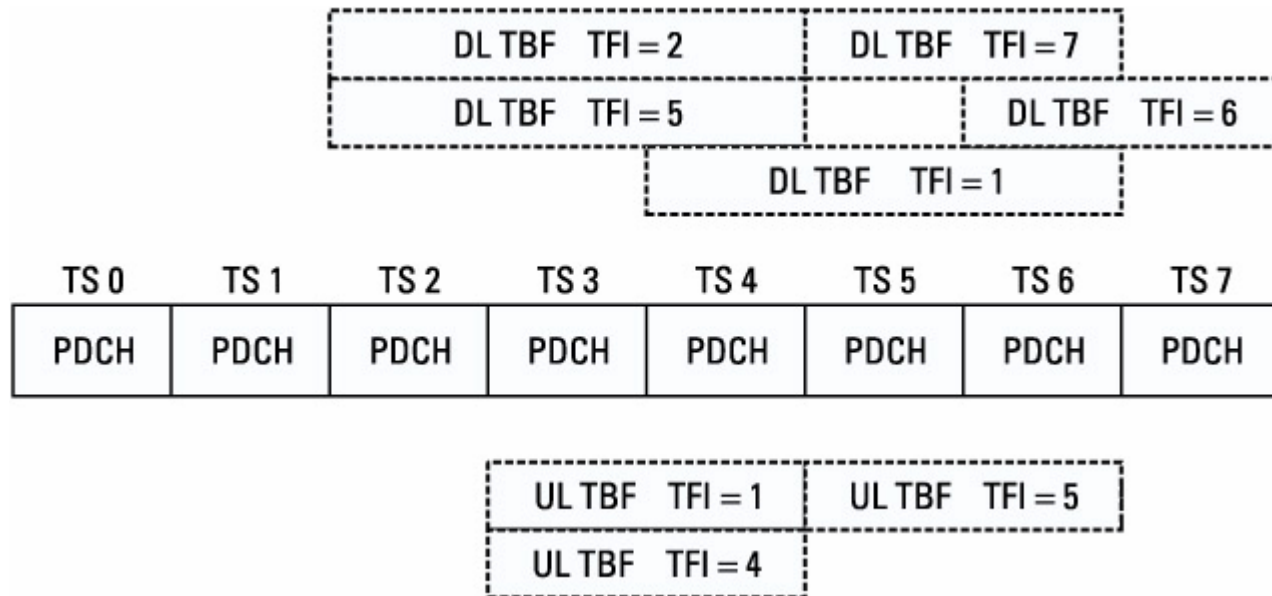 DL TBF TFI = 2 DL TBF TFI = 7
DL TBF TFI = 5 DL TBF TFI = 6
DL TBF TFI = 1
TS 0 TS 1 TS 2 TS 3 TS 4 TS 5 TS 6 TS 7
PDCH PDCH PDCH PDCH PDCH PDCH PDCH PDCH
UL TBF TFI = 1 UL TBF TFI = 5
UL TBF TFI = 4